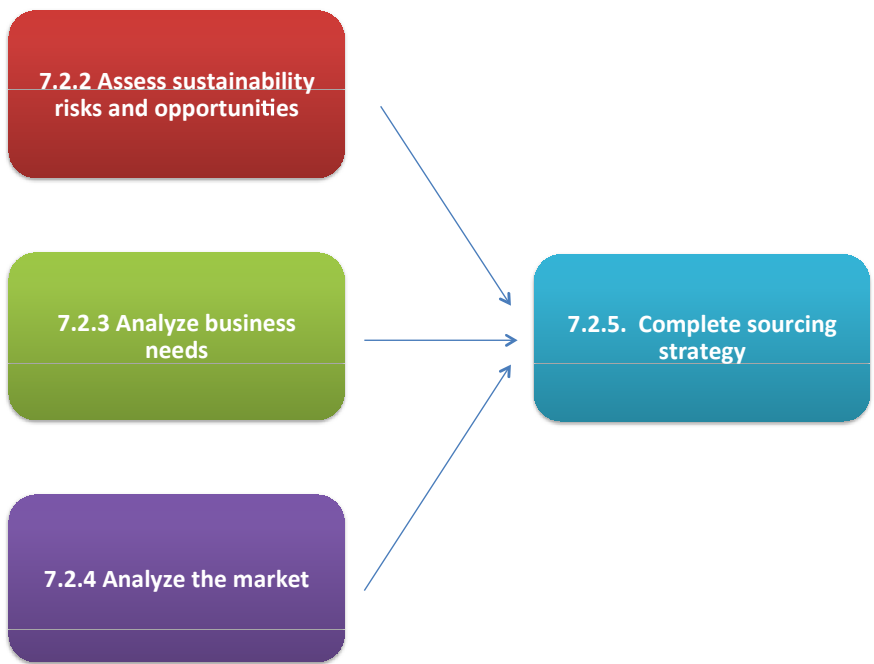 7.2.2 Assess sustainability
risks and opportunities
7.2.3 Analyze business
needs
7.2.5.  Complete sourcing
strategy
7.2.4 Analyze the market